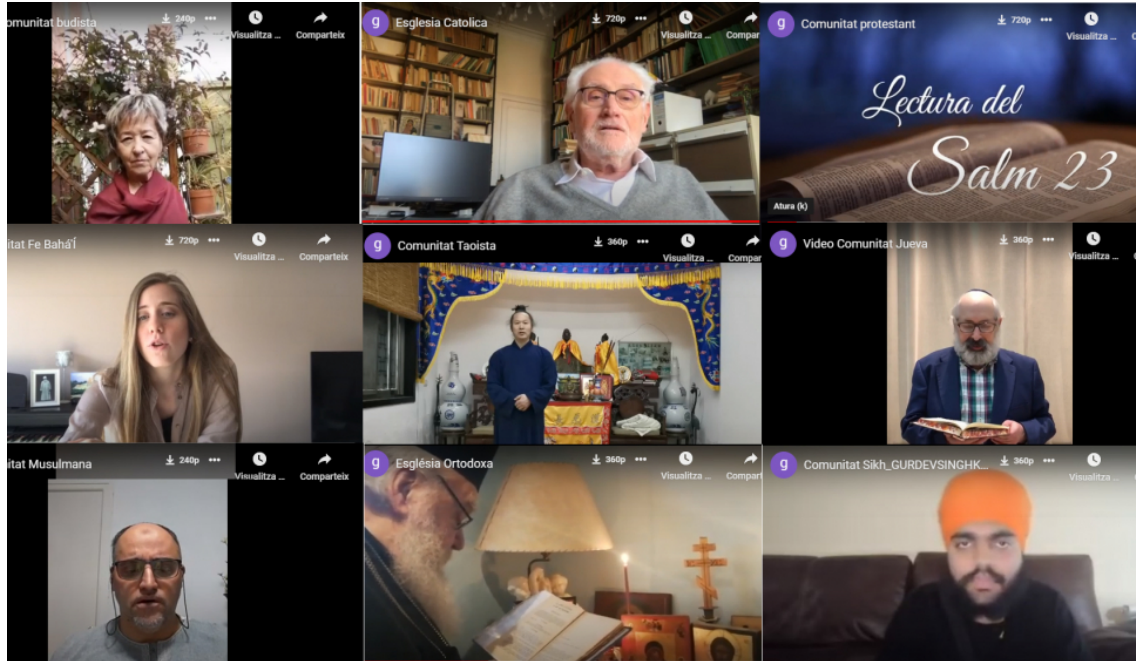 omunitat budista
240p
Visualitza ...
Comparteix
g
Esglesia Catolica
720p
Visualitza ...
Compar
g
Comunitat protestant
720p
Visualitza ...
Lectura del
Salm 23
Atura (k)
itat Fe Bahá'Í
720p
Visualitza ...
Comparteix
g
Comunitat Taoista
360p
Visualitza ...
Compar
g
Video Comunitat Jueva
360p
Visualitza ...
itat Musulmana
240p
Visualitza ...
Comparteix
g
Església Ortodoxa
360p
Visualitza ...
Compart
g
Comunitat Sikh_GURDEVSINGHK...
360p
Visualitza ...